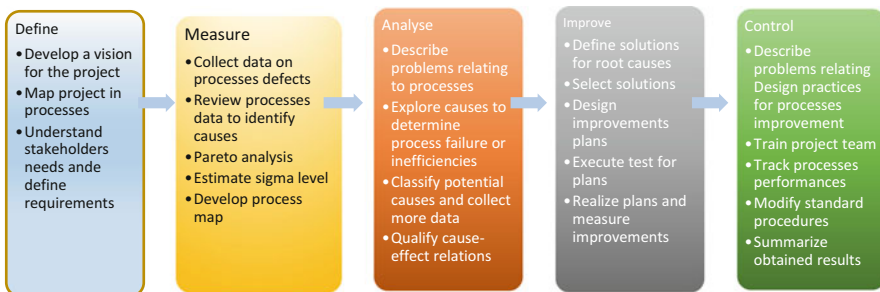 Define
• Develop a vision
for the project
• Map project in
processes
• Understand
stakeholders
needs ande
define
requirements
Measure
• Collect data on
processes defects
• Review processes
data to identify
causes
• Pareto analysis
• Estimate sigma level
• Develop process
map
Analyse
• Describe
problems relating
to processes
• Explore causes to
determine
process failure or
inefficiencies
• Classify potential
causes and collect
more data
• Qualify cause-
effect relations
Improve
• Define solutions
for root causes
• Select solutions
• Design
improvements
plans
• Execute test for
plans
• Realize plans and
measure
improvements
Control
• Describe
problems relating
Design practices
for processes
improvement
• Train project team
• Track processes
performances
• Modify standard
procedures
• Summarize
obtained results